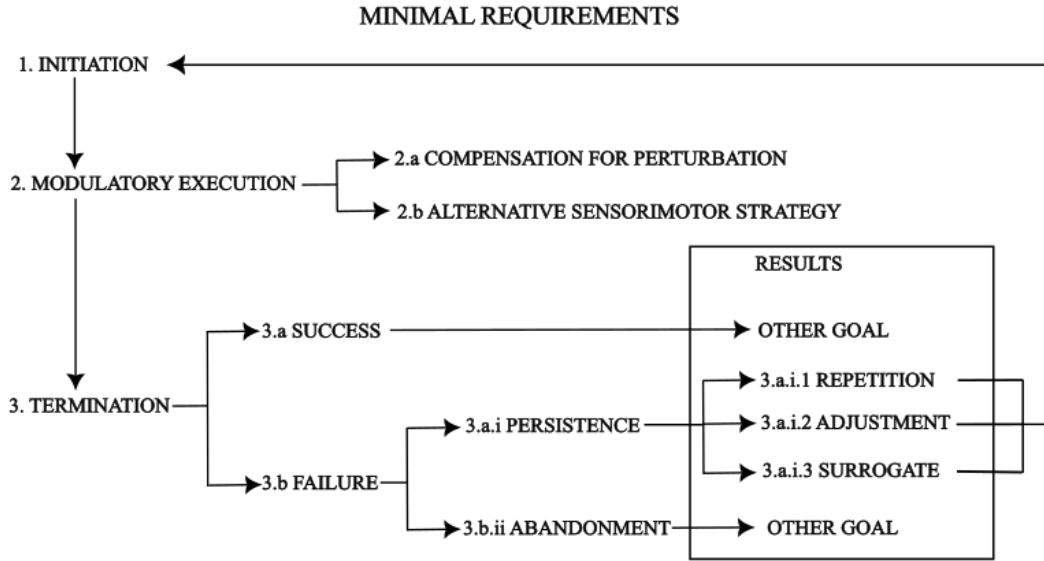 MINIMAL REQUIREMENTS
1. INITIATION
2. MODULATORY EXECUTION
2.a COMPENSATION FOR PERTURBATION
2.b ALTERNATIVE SENSORIMOTOR STRATEGY
RESULTS
3. TERMINATION
3.a SUCCESS
OTHER GOAL
3.b FAILURE
3.a.i PERSISTENCE
3.a.i.1 REPETITION
3.a.i.2 ADJUSTMENT
3.a.i.3 SURROGATE
3.b.ii ABANDONMENT
OTHER GOAL